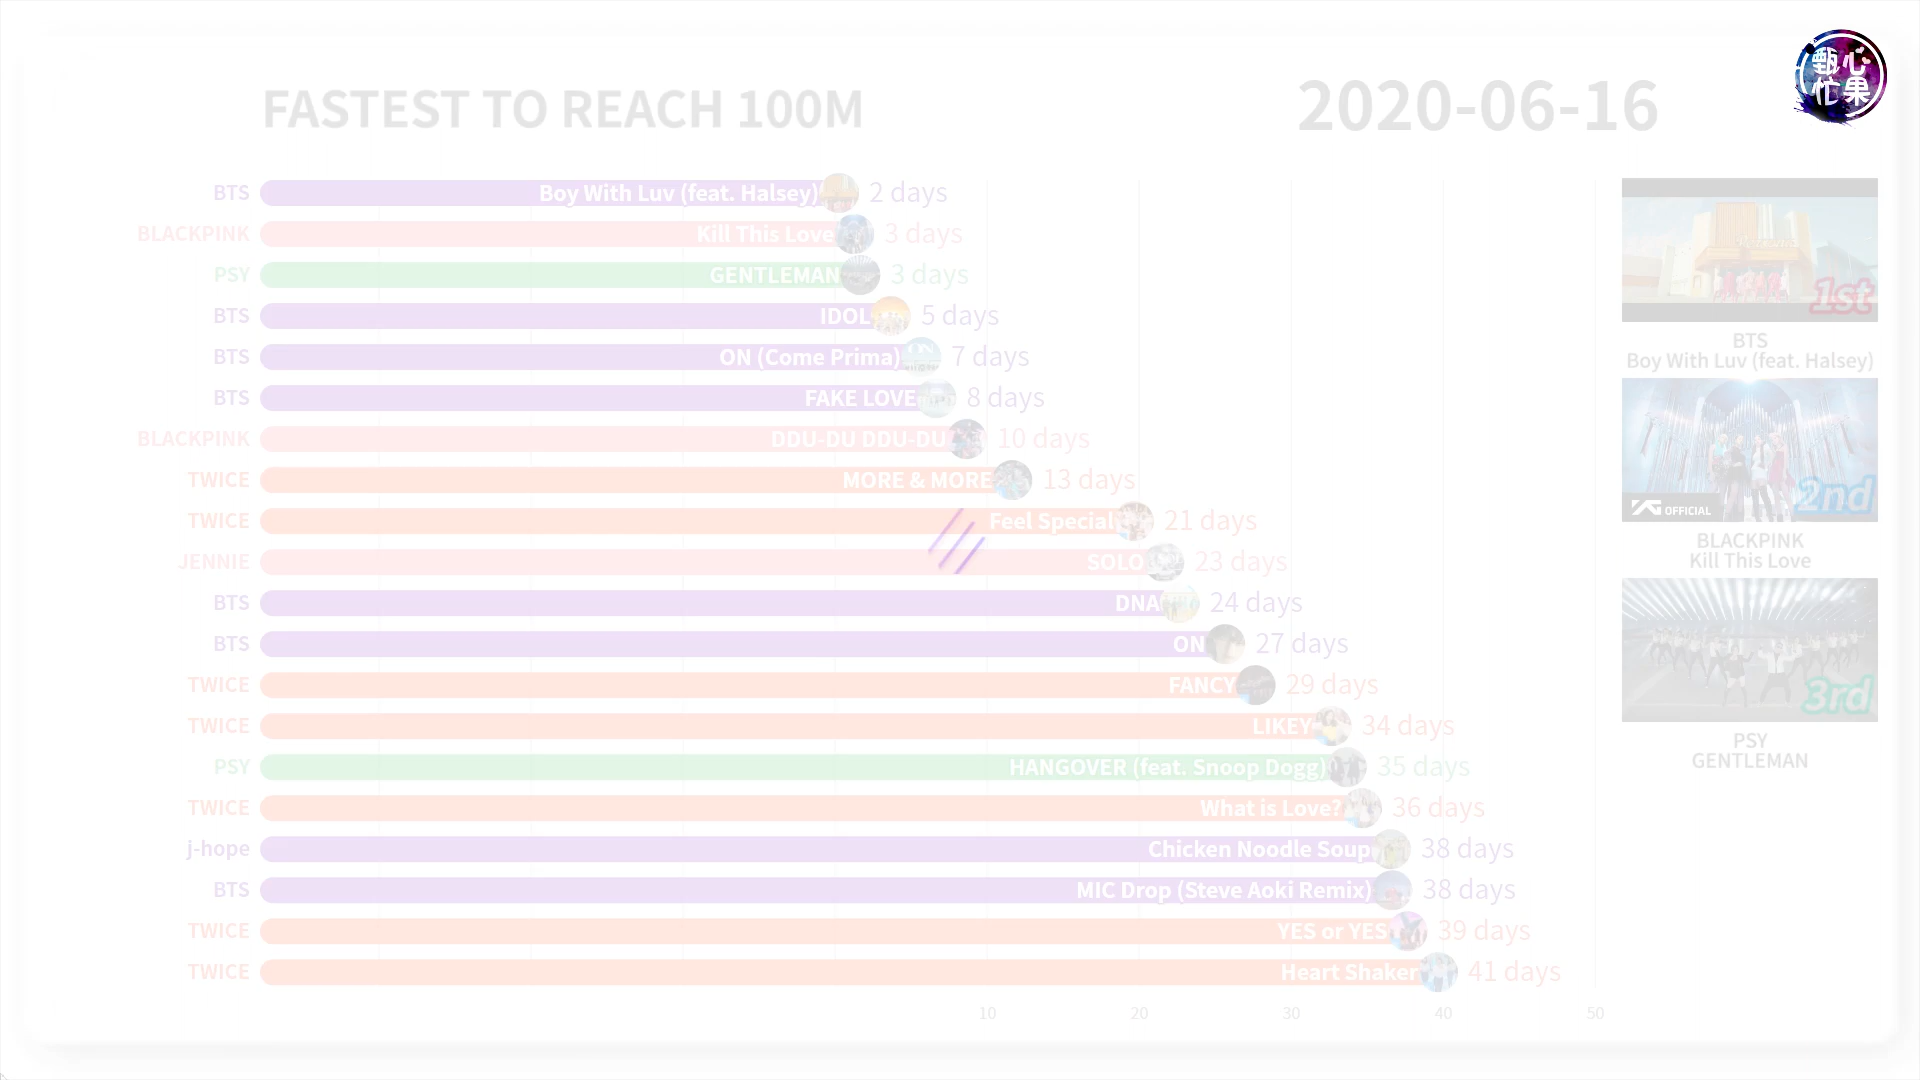 甄心
忙果
FASTEST TO REACH 100M
2020-06-16
BTS Boy With Luv (feat. Halsey) 2 days
BLACKPINK Kill This Love 3 days
PSY GENTLEMAN 3 days
BTS IDOL 5 days
BTS ON (Come Prima) 7 days
BTS FAKE LOVE 8 days
BLACKPINK DDU-DU DDU-DU 10 days
TWICE MORE & MORE 13 days
TWICE Feel Special 21 days
JENNIE SOLO 23 days
BTS DNA 24 days
BTS ON 27 days
TWICE FANCY 29 days
TWICE LIKEY 34 days
PSY HANGOVER (feat. Snoop Dogg) 35 days
TWICE What is Love? 36 days
j-hope Chicken Noodle Soup 38 days
BTS MIC Drop (Steve Aoki Remix) 38 days
TWICE YES or YES 39 days
TWICE Heart Shaker 41 days
10 20 30 40 50
1st
BTS
Boy With Luv (feat. Halsey)
YG OFFICIAL
2nd
BLACKPINK
Kill This Love
3rd
PSY
GENTLEMAN